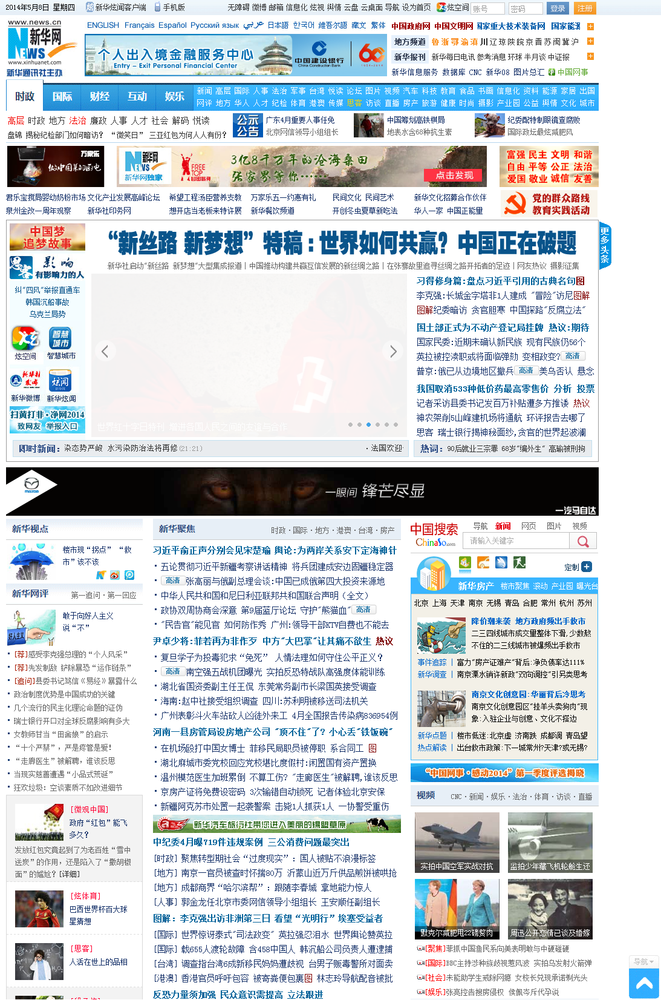 2014年5月8日 星期四
新华炫闻客户端 手机版
无障碍 微博 邮箱 信息化 炫视 舆情 云盘 云桌面 导航 设为首页 炫空间 账号 密码 登录 注册
www.news.cn
新华网
NEWS
www.xinhuanet.com
新华通讯社主办
ENGLISH Français Español Русский язык عربي 日本語 한국어 维吾尔語 藏文 繁体
个人出入境金融服务中心
Entry – Exit Personal Financial Center
中国建设银行
中国政府网 中国文明网 国家重大技术装备网 国家能源
地方频道 鲁 浙 鄂 渝 滇 川 辽 琼 陕 皖 京 晋 苏 闽 冀 沪
新华报刊 新华每日电讯 参考消息 环球 半月谈 中证报
新华信息服务 数据库 CNC 新华08 图片总汇 中国网事
时政 国际 财经 互动 娱乐
新闻 高层 国际 人事 法治 军事 台湾 悦读 论坛 图片 视频 汽车 科技 教育 食品 书画 信息化 资料 能源 家居 出国
网评 地方 华人 人才 纪检 体育 港澳 传媒 思客 访谈 直播 房产 旅游 健康 时尚 摄影 产业园 公益 舆情 文化 城市
高层 时政 地方 法治 廉政 人事 人才 社会 解码 悦读
盘锦 揭秘纪检部门如何暗访? “微笑日” 三亚红包为何人人有份?
公示公告
广东4月重要人事任免
北京网信领导小组组长
中国筹划高铁棋局
地表水含68种抗生素
纪委配特制眼镜查腐败
国际政坛最炫减肥风
万家乐
做中国菜的厨电
新华网
NEWS
新华网独家
FREE TOP
3亿8千万年的沧海桑田
张家界等你……
点击发现
富强 民主 文明 和谐
自由 平等 公正 法治
爱国 敬业 诚信 友善
君乐宝搅局婴幼奶粉市场 文化产业发展高峰论坛 希望工程汤臣营养支教 万家乐五一约惠有礼 民间文化 民间艺术 新华文化招募合作伙伴
泉州金改一周年观察 新华社印务网 想开店当老板来特许展 新华餐饮频道 开创冬虫夏草新吃法 华人一家 中国正能量
党的群众路线
教育实践活动
中国梦
追梦故事
“新丝路 新梦想”特稿:世界如何共赢?中国正在破题
更多头条
新华社启动“新丝路 新梦想”大型集成报道 | 中国推动构建共赢互信发展的新丝绸之路 | 在张骞故里追寻丝绸之路开拓者的足迹 | 网友热议 摄影征集
思客 影响
有影响力的人
纠“四风”举报直通车
韩国沉船事故
乌克兰局势
炫空间
智慧城市
智慧城市
新华社发布
炫闻
新华微博 新华炫闻
扫黄打非·净网2014
致网友 举报入口
世界红十字日特刊 增进各国人民之间的友谊与合作
习得修身篇:盘点习近平引用的古典名句图
李克强:长城金字塔非1人建成 “冒险”访尼图解
图解纪委暗访 贪官胆寒 中国探路“反腐立法”
国土部正式为不动产登记局挂牌 热议:期待
国家民委:近期未确认新民族 现有民族仍56个
英拉被控渎职或将面临弹劾 变相政变?高清
普京:俄已从边境地区撤兵高清美乌否认 悬念
我国取消533种低价药最高零售价 分析 投票
记者采访县委书记发百万补贴遭多方推诿 热议
神农架削5山峰建机场将通航 环评报告去哪了
思客 瑞士银行揭神秘面纱,贪官的世界起波澜
即时新闻: 染态势严峻 水污染防治法将再修(21:21) ·法国欢迎·
热词: 90后就业三宗罪 68岁“编外生” 高瑜被刑拘
mazda
一眼间 锋芒尽显
一汽马自达
新华视点
楼市现“拐点” “救
市”该不该
新华网评 第一追问·第一回应
好人主义
敢于向好人主义
说“不”
[荐]感受李克强总理的“个人风采”
[荐]先发制敌 铲除暴恐“运作链条”
[追问]县委书记笃信《易经》暴露什么
政治制度优势是中国成功的关键
几个流行的民主化理论命题的证伪
瑞士银行开口对全球反腐影响有多大
女教师甘当“田螽娘”的启示
“十个严禁”,严是疼管是爱!
“走廊医生”被解聘,谁该反思
当现实慈善遭遇“小品式荒诞”
狂欢垃圾：空谈素质不如改进细节
[微观中国]
政府“红包”能飞
多久?
发放红包究竟起到了为老百姓“雪中
送炭”的作用,还是陷入了“撒胡椒
面”的尴尬?[详细]
[炫体育]
巴西世界杯百大球
星猜想
[思客]
人活在世上的品相
新华聚焦 时政·国际·地方·港澳·台湾·房产
习近平俞正声分别会见宋楚瑜 舆论:为两岸关系安下定海神针
五论贯彻习近平新疆考察讲话精神 将兵团建成安边固疆稳定器
高清张高丽与俄副总理会谈:中国已成俄第四大投资来源地
中华人民共和国和尼日利亚联邦共和国联合声明（全文）
政协双周协商会深意 第9届蓝厅论坛 守护“熊猫血”高清
“民告官”能见官 如何防作秀 广州:领导干部KTV自费也不能去
尹卓少将:菲若再为非作歹 中方“大巴掌”让其痛不欲生 热议
复旦学子为投毒犯求“免死” 人情法理如何守住公平正义?
高清南空强五战机团曝光 实拍反恐特战队高强度体能训练
湖北省国资委副主任王侃 东莞常务副市长梁国英接受调查
海南:赵中社接受组织调查 四川:苏利明被移送司法机关
广州表彰斗火车站砍人凶徒外来工 4月全国报告传染病836954例
河南一县房管局设房地产公司 “顶不住”了? 小心丢“铁饭碗”
在机场殴打中国女博士 菲移民局职员被停职 系合同工 图
湖北麻城市委党校回应党校堪比度假村:闲置国有资产置换
温州模范医生加班累倒 不算工伤? “走廊医生”被解聘,谁该反思
京房产证将免费设密码 3次输错自动锁死 记者体验北京安保
新疆阿克苏市处置一起袭警案 击毙1人抓获1人 一协警受重伤
新华汽车旅行社带您进入美丽的锡盟草原
中纪委4月曝719件违规案例 三公消费问题最突出
[时政] 聚焦转型期社会“过度现实”：国人被贴不浪漫标签
[地方] 南京一官员被查时怀揣80万 沂蒙山近万斤供品煎饼被哄抢
[地方] 成都商界“哈尔滨帮”：跟随李春城 拿地能力惊人
[人事] 郭金龙任北京市委网信领导小组组长 王安顺任副组长
图解：李克强出访非洲第三日 看望“光明行”埃塞受益者
[国际] 世界惊讶泰式“司法政变” 英拉强忍泪水 世界舆论赞英拉
[国际] 载655人渡轮故障 含458中国人 韩沉船公司负责人遭逮捕
[台湾] 调查指台湾6成新移民妈妈遭歧视 台男子贩毒警所对面卖
[港澳] 香港官员呼吁包容 被寄粪便包裹图 林志玲导航配音被批
反恐力量须加强 民众意识需提高 立法跟进
中国搜索
ChinaSo.com
导航 新闻 网页 图片 视频
请输入关键字
定制
新华房产 楼市聚焦 滚动 产业园 曝光台
北京 上海 天津 南京 无锡 青岛 合肥 常州 杭州 苏州
降价潮来袭 地方政府频出手救市
二三四线城市成交量整体下滑,少数熬
不住的二三线城市被爆频出手救市
事件追踪 | 富力“房产证难产”背后:净负债率达111%
新华调查 | 南京溧水销许新政“双向调控”引另类思考
南京文化创意园:华丽背后冷思考
南京文化创意园区“挂羊头卖狗肉”现
象:入驻企业与创意、文化不搭边
新华点题 | 楼市低迷:北京虚 济南跌 成都调 青岛望
热点解读 | 出台救市政策:下一城常州?天津?或无锡?
“中国网事·感动2014”第一季度评选揭晓
视频 CNC·新闻·娱乐·法治·体育·访谈·直播
实拍中国空军实战对抗
监拍少年藏飞机轮舱生还
默克尔减肥甩22磅赘肉
周迅公开恋情已谈及婚嫁
[聚焦]菲抓中国渔民系向美表明敢与中硬碰硬
[国际]BBC主持涉种族歧视惹风波 实拍乌发射火箭弹
[社会]未能助学生戒除网瘾 女校长兑现承诺剃光头
[娱乐]张亮控告搜房侵权 侯佩岑斥代孕说
导航